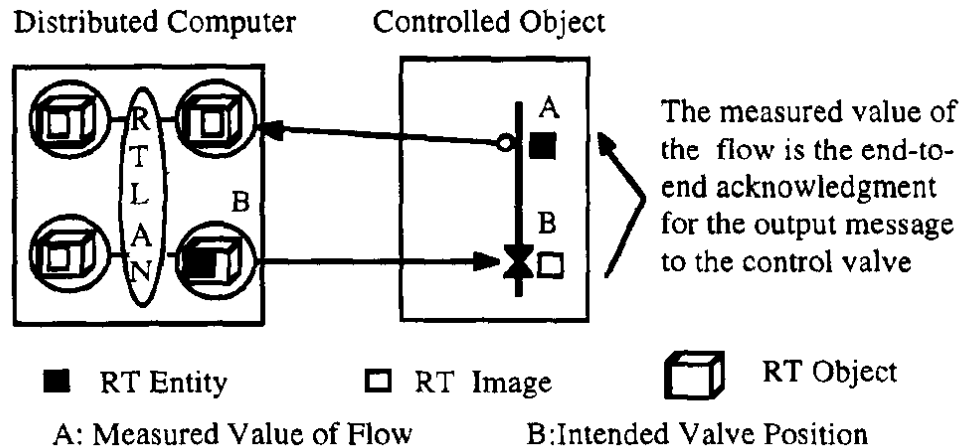 Distributed Computer
Controlled Object
RTLAN
B
A
B
The measured value of
the flow is the end-to-
end acknowledgment
for the output message
to the control valve
RT Entity
RT Image
RT Object
A: Measured Value of Flow
B:Intended Valve Position